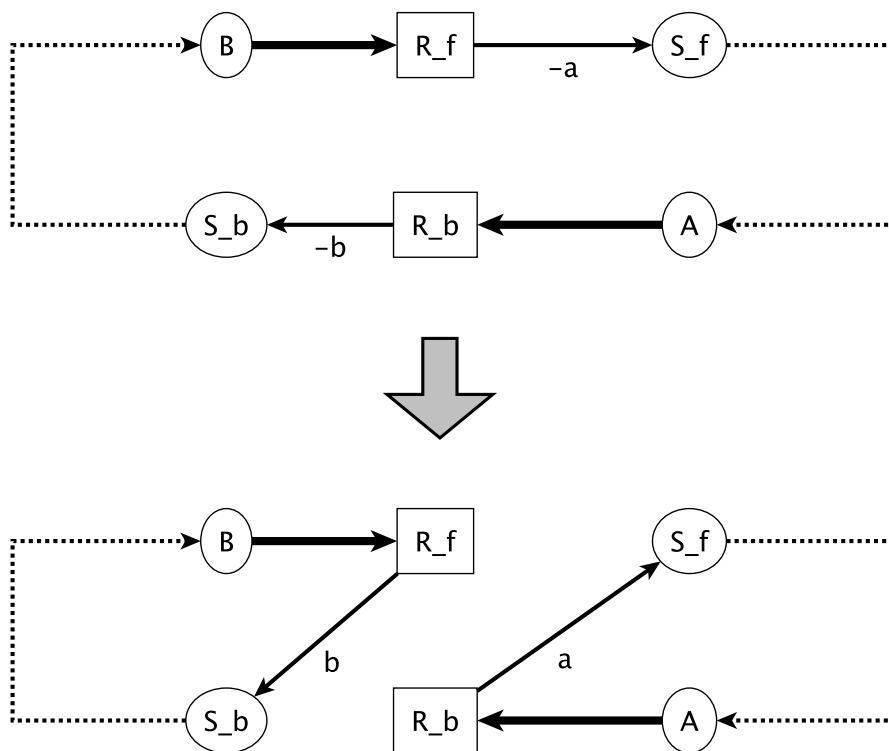 B R_f S_f
–a
S_b R_b A
–b
B R_f S_f
b a
S_b R_b A